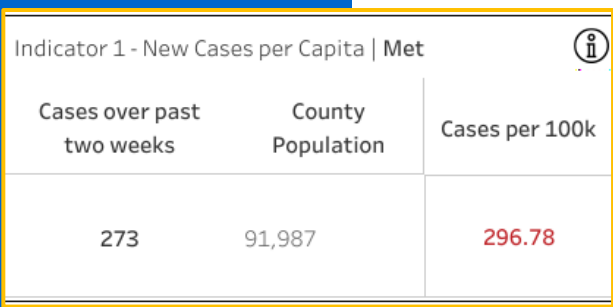 Indicator 1 - New Cases per Capita | Met
Cases over past
two weeks
County
Population
Cases per 100k
273
91,987
296.78